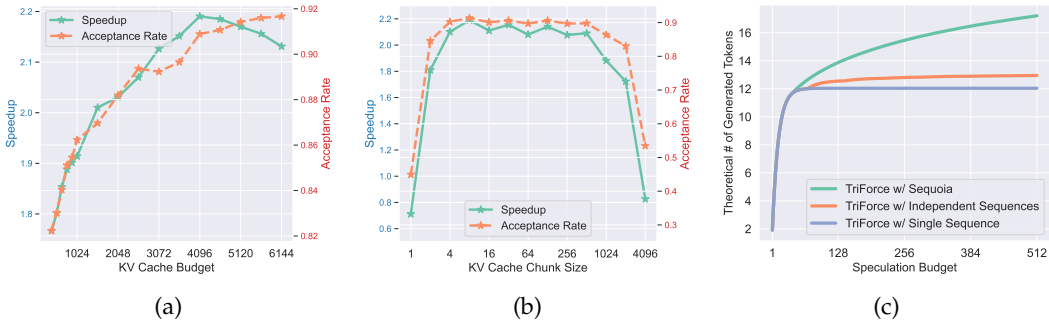 Speedup
Acceptance Rate
2.2
2.1
2.0
1.9
1.8
Speedup
0.92
0.90
0.88
0.86
0.84
0.82
Acceptance Rate
1024 2048 3072 4096 5120 6144
KV Cache Budget
(a)
2.2
2.0
1.8
1.6
1.4
1.2
1.0
0.8
0.6
Speedup
0.9
0.8
0.7
0.6
0.5
0.4
0.3
Acceptance Rate
Speedup
Acceptance Rate
1 4 16 64 256 1024 4096
KV Cache Chunk Size
(b)
Theoretical # of Generated Tokens
16
14
12
10
8
6
4
2
TriForce w/ Sequoia
TriForce w/ Independent Sequences
TriForce w/ Single Sequence
1 128 256 384 512
Speculation Budget
(c)